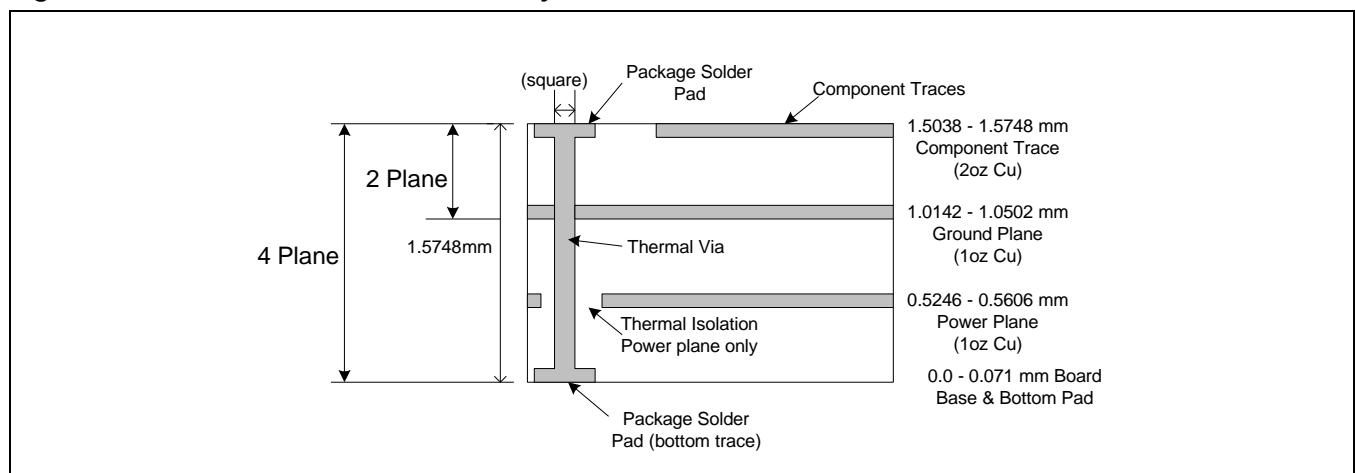 (square)
Package Solder
Pad
Component Traces
1.5038 - 1.5748 mm
Component Trace
(2oz Cu)
2 Plane
1.0142 - 1.0502 mm
Ground Plane
(1oz Cu)
4 Plane
1.5748mm
Thermal Via
0.5246 - 0.5606 mm
Power Plane
(1oz Cu)
Thermal Isolation
Power plane only
0.0 - 0.071 mm Board
Base & Bottom Pad
Package Solder
Pad (bottom trace)